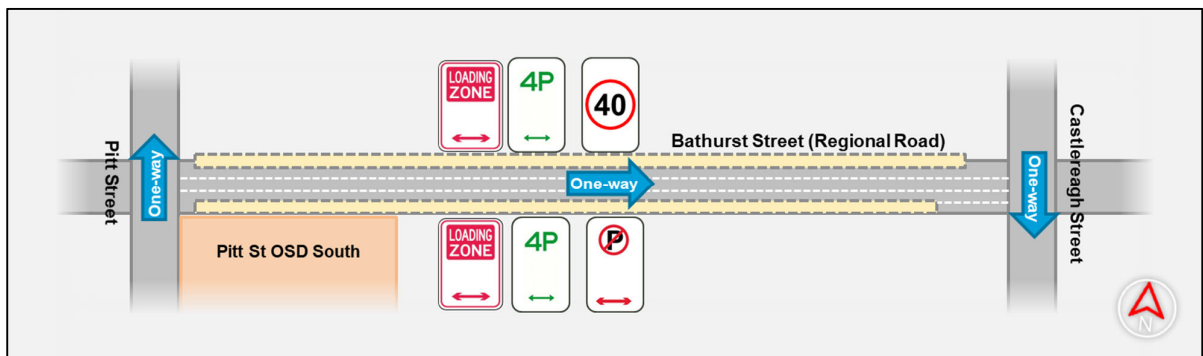 LOADING
ZONE
4P
40
Bathurst Street (Regional Road)
Pitt Street
One-way
One-way
One-way
Castlereagh Street
Pitt St OSD South
LOADING
ZONE
4P
P
N